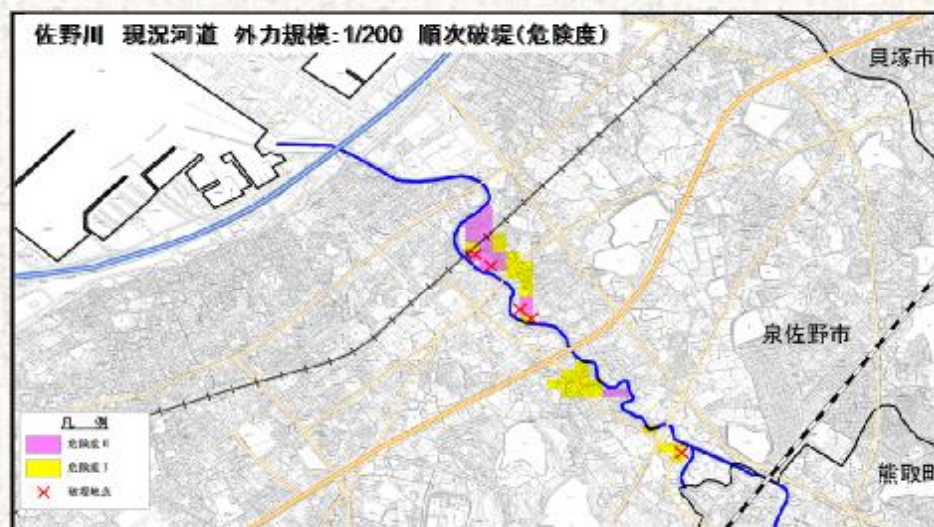 佐野川 現況河道 外力規模:1/200 順次破堤(危険度)
貝塚市
泉佐野市
熊取町
凡 例
危険度Ⅱ
危険度Ⅰ
破堤地点